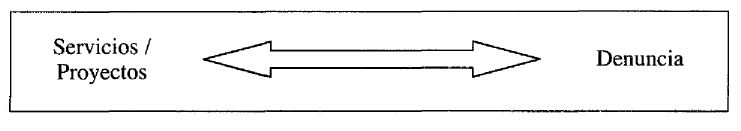 Servicios /
Proyectos
Denuncia